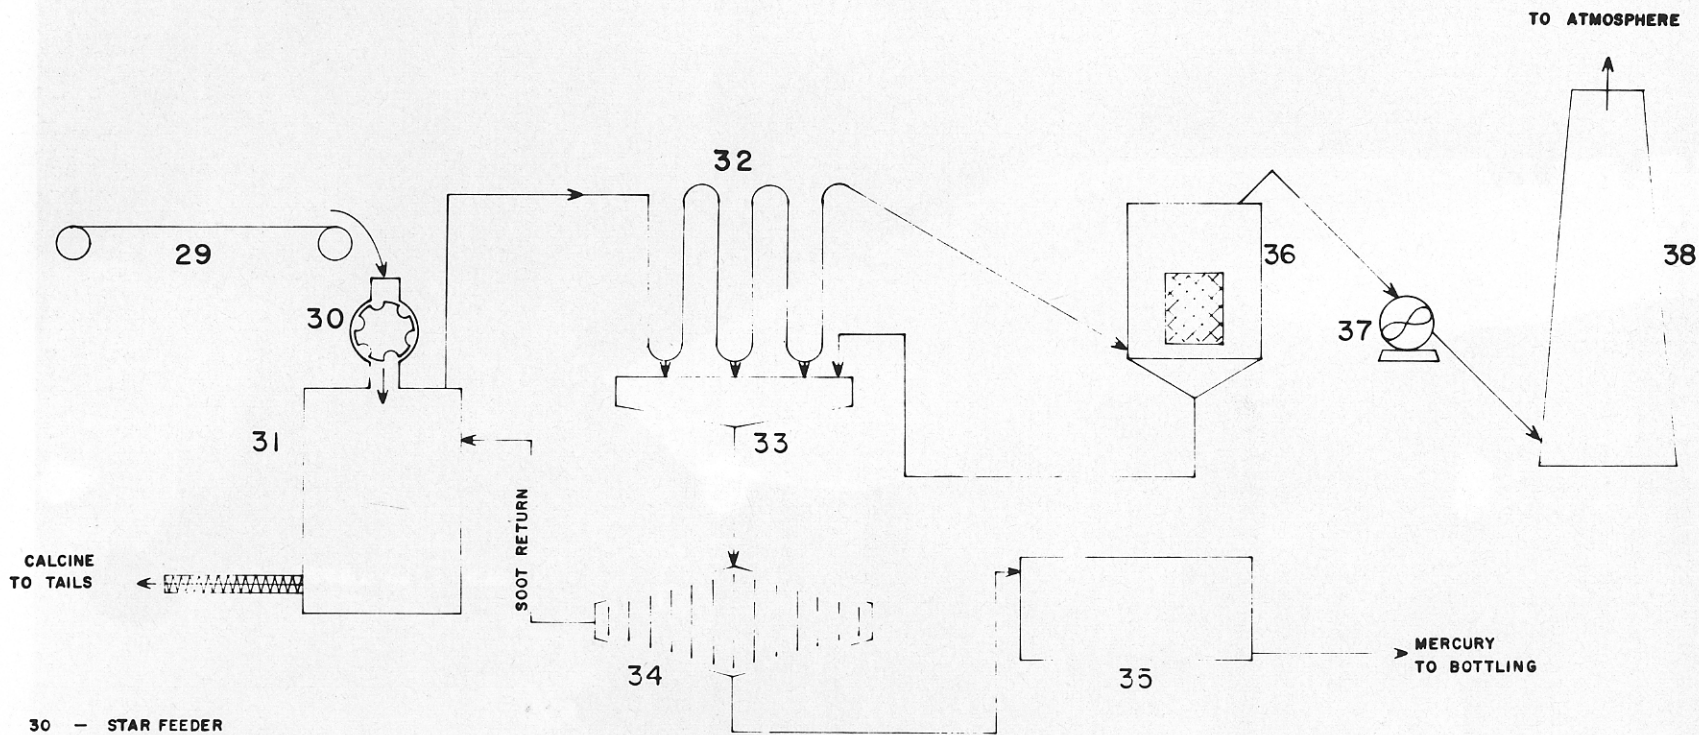 TO ATMOSPHERE
32
29
36
38
30
37
31
33
SOOT RETURN
CALCINE
TO TAILS
34
35
MERCURY
TO BOTTLING
30 — STAR FEEDER